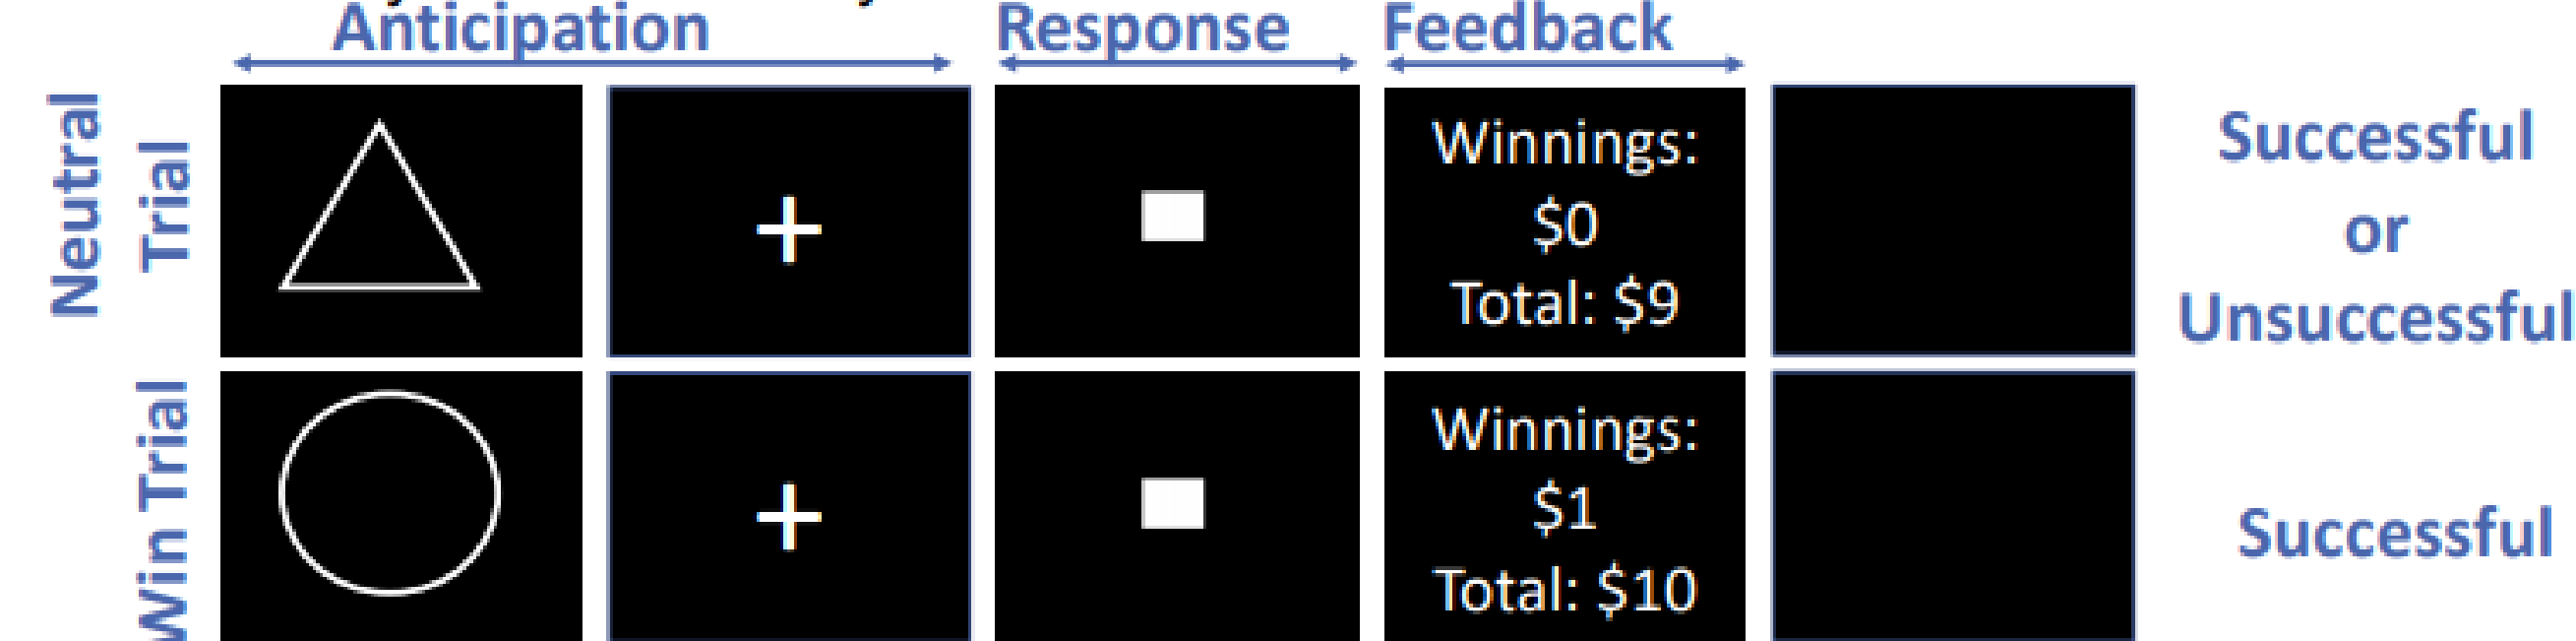 Anticipation
Response
Feedback
Neutral
Trial
Winnings:
$0
Total: $9
Successful
or
Unsuccessful
Win Trial
Winnings:
$1
Total: $10
Successful